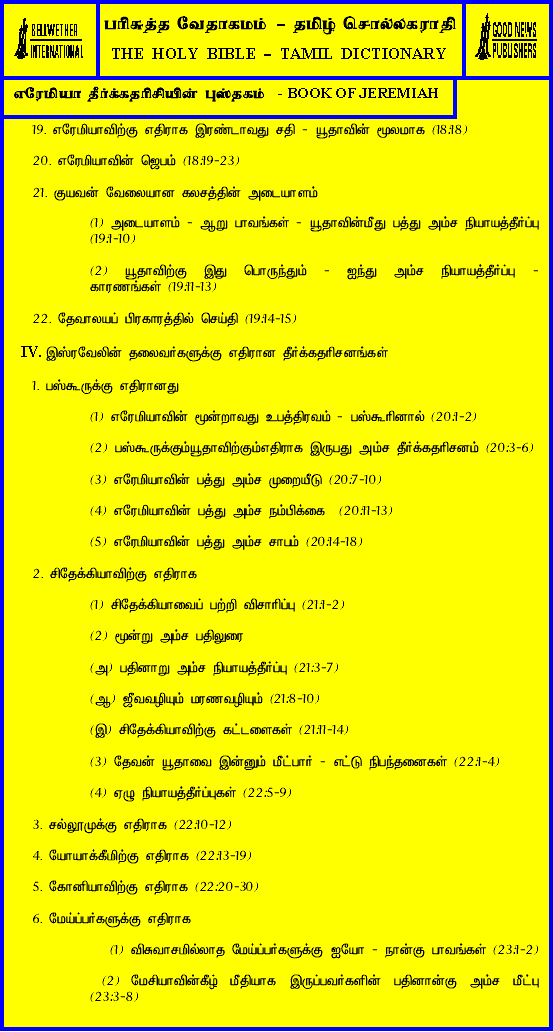 BELLWETHER
INTERNATIONAL
பரிசுத்த வேதாகமம் – தமிழ் சொல்லகராதி
THE HOLY BIBLE – TAMIL DICTIONARY
GOOD NEWS
PUBLISHERS
எரேமியா தீர்க்கதரிசியின் புஸ்தகம் - BOOK OF JEREMIAH
19. எரேமியாவிற்கு எதிராக இரண்டாவது சதி - யூதாவின் மூலமாக (18:18)
20. எரேமியாவின் ஜெபம் (18:19-23)
21. குயவன் வேலையான கலசத்தின் அடையாளம்
(1) அடையாளம் - ஆறு பாவங்கள் - யூதாவின்மீது பத்து அம்ச நியாயத்தீர்ப்பு
(19:1-10)
(2) யூதாவிற்கு இது பொருந்தும் - ஐந்து அம்ச நியாயத்தீர்ப்பு -
காரணங்கள் (19:11-13)
22. தேவாலயப் பிரகாரத்தில் செய்தி (19:14-15)
IV. இஸ்ரவேலின் தலைவர்களுக்கு எதிரான தீர்க்கதரிசனங்கள்
1. பஸ்கூருக்கு எதிரானது
(1) எரேமியாவின் மூன்றாவது உபத்திரவம் - பஸ்கூரினால் (20:1-2)
(2) பஸ்கூருக்கும்யூதாவிற்கும்எதிராக இருபது அம்ச தீர்க்கதரிசனம் (20:3-6)
(3) எரேமியாவின் பத்து அம்ச முறையீடு (20:7-10)
(4) எரேமியாவின் பத்து அம்ச நம்பிக்கை (20:11-13)
(5) எரேமியாவின் பத்து அம்ச சாபம் (20:14-18)
2. சிதேக்கியாவிற்கு எதிராக
(1) சிதேக்கியாவைப் பற்றி விசாரிப்பு (21:1-2)
(2) மூன்று அம்ச பதிலுரை
(அ) பதினாறு அம்ச நியாயத்தீர்ப்பு (21:3-7)
(ஆ) ஜீவவழியும் மரணவழியும் (21:8-10)
(இ) சிதேக்கியாவிற்கு கட்டளைகள் (21:11-14)
(3) தேவன் யூதாவை இன்னும் மீட்பார் - எட்டு நிபந்தனைகள் (22:1-4)
(4) ஏழு நியாயத்தீர்ப்புகள் (22:5-9)
3. சல்லூமுக்கு எதிராக (22:10-12)
4. யோயாக்கீமிற்கு எதிராக (22:13-19)
5. கோனியாவிற்கு எதிராக (22:20-30)
6. மேய்ப்பர்களுக்கு எதிராக
(1) விசுவாசமில்லாத மேய்ப்பர்களுக்கு ஐயோ - நான்கு பாவங்கள் (23:1-2)
(2) மேசியாவின்கீழ் மீதியாக இருப்பவர்களின் பதினான்கு அம்ச மீட்பு
(23:3-8)